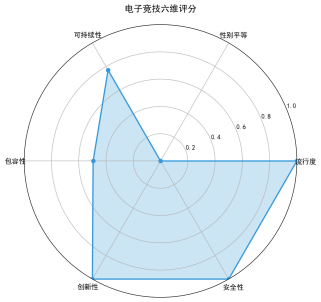 电子竞技六维评分
可持续性
性别平等
1.0
0.8
0.6
0.4
0.2
包容性
流行度
创新性
安全性